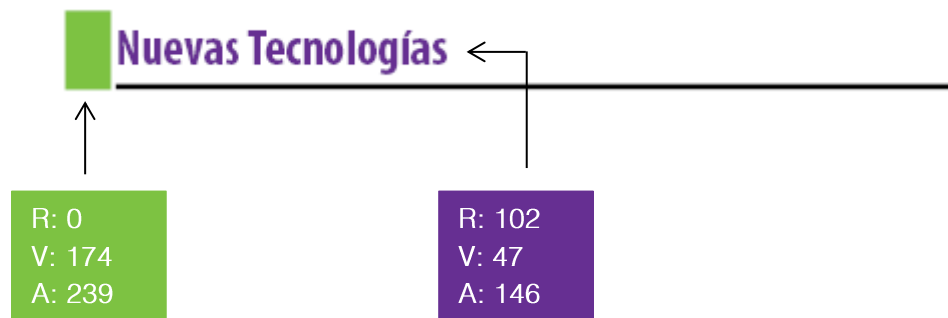 Nuevas Tecnologías
R: 0
V: 174
A: 239
R: 102
V: 47
A: 146